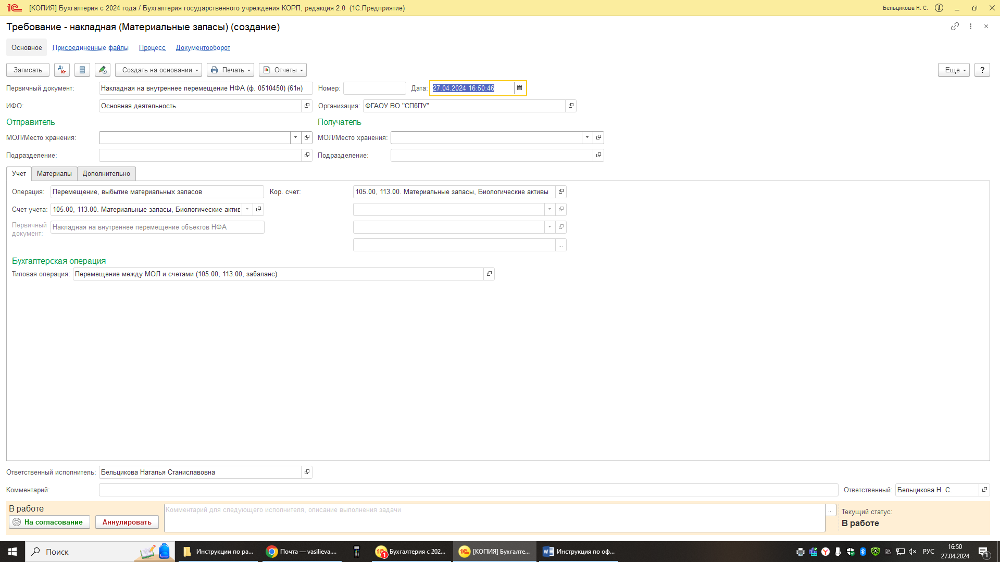 [КОПИЯ] Бухгалтерия с 2024 года / Бухгалтерия государственного учреждения КОРП, редакция 2.0 (1С:Предприятие) Бельцикова Н. С.
Требование - накладная (Материальные запасы) (создание)
Основное Присоединенные файлы Процесс Документооборот
Записать Дт Кт Создать на основании Печать Отчеты Еще ?
Первичный документ: Накладная на внутреннее перемещение НФА (ф. 0510450) (61н) Номер: Дата: 27.04.2024 16:50:46
ИФО: Основная деятельность Организация: ФГАОУ ВО "СПбПУ"
Отправитель Получатель
МОЛ/Место хранения: МОЛ/Место хранения:
Подразделение: Подразделение:
Учет Материалы Дополнительно
Операция: Перемещение, выбытие материальных запасов Кор. счет: 105.00, 113.00. Материальные запасы, Биологические активы
Счет учета: 105.00, 113.00. Материальные запасы, Биологические актив
Первичный документ: Накладная на внутреннее перемещение объектов НФА
...
Бухгалтерская операция
Типовая операция: Перемещение между МОЛ и счетами (105.00, 113.00, забаланс)
Ответственный исполнитель: Бельцикова Наталья Станиславовна
Комментарий: Ответственный: Бельцикова Н. С.
В работе Комментарий для следующего исполнителя, описание выполнения задачи ... Текущий статус:
На согласование Аннулировать В работе
Поиск Инструкции по ра... Почта — vasilieva.... 1 Бухгалтерия с 202... [КОПИЯ] Бухгалте... Инструкция по оф... РУС 16:50
27.04.2024 1